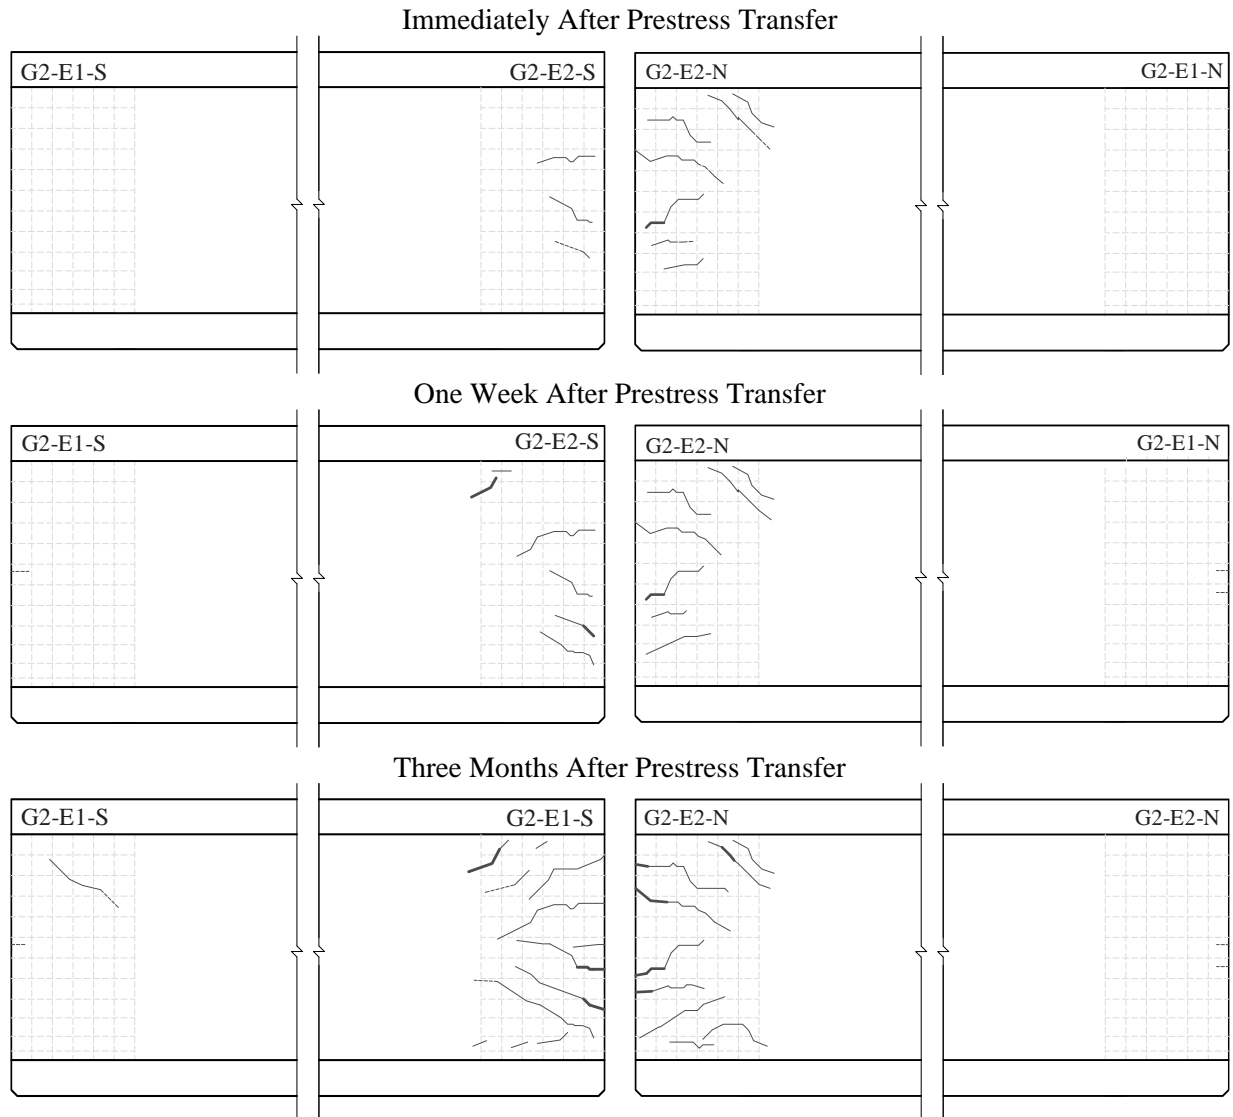 Immediately After Prestress Transfer
G2-E1-S
G2-E2-S
G2-E2-N
G2-E1-N
One Week After Prestress Transfer
G2-E1-S
G2-E2-S
G2-E2-N
G2-E1-N
Three Months After Prestress Transfer
G2-E1-S
G2-E1-S
G2-E2-N
G2-E2-N